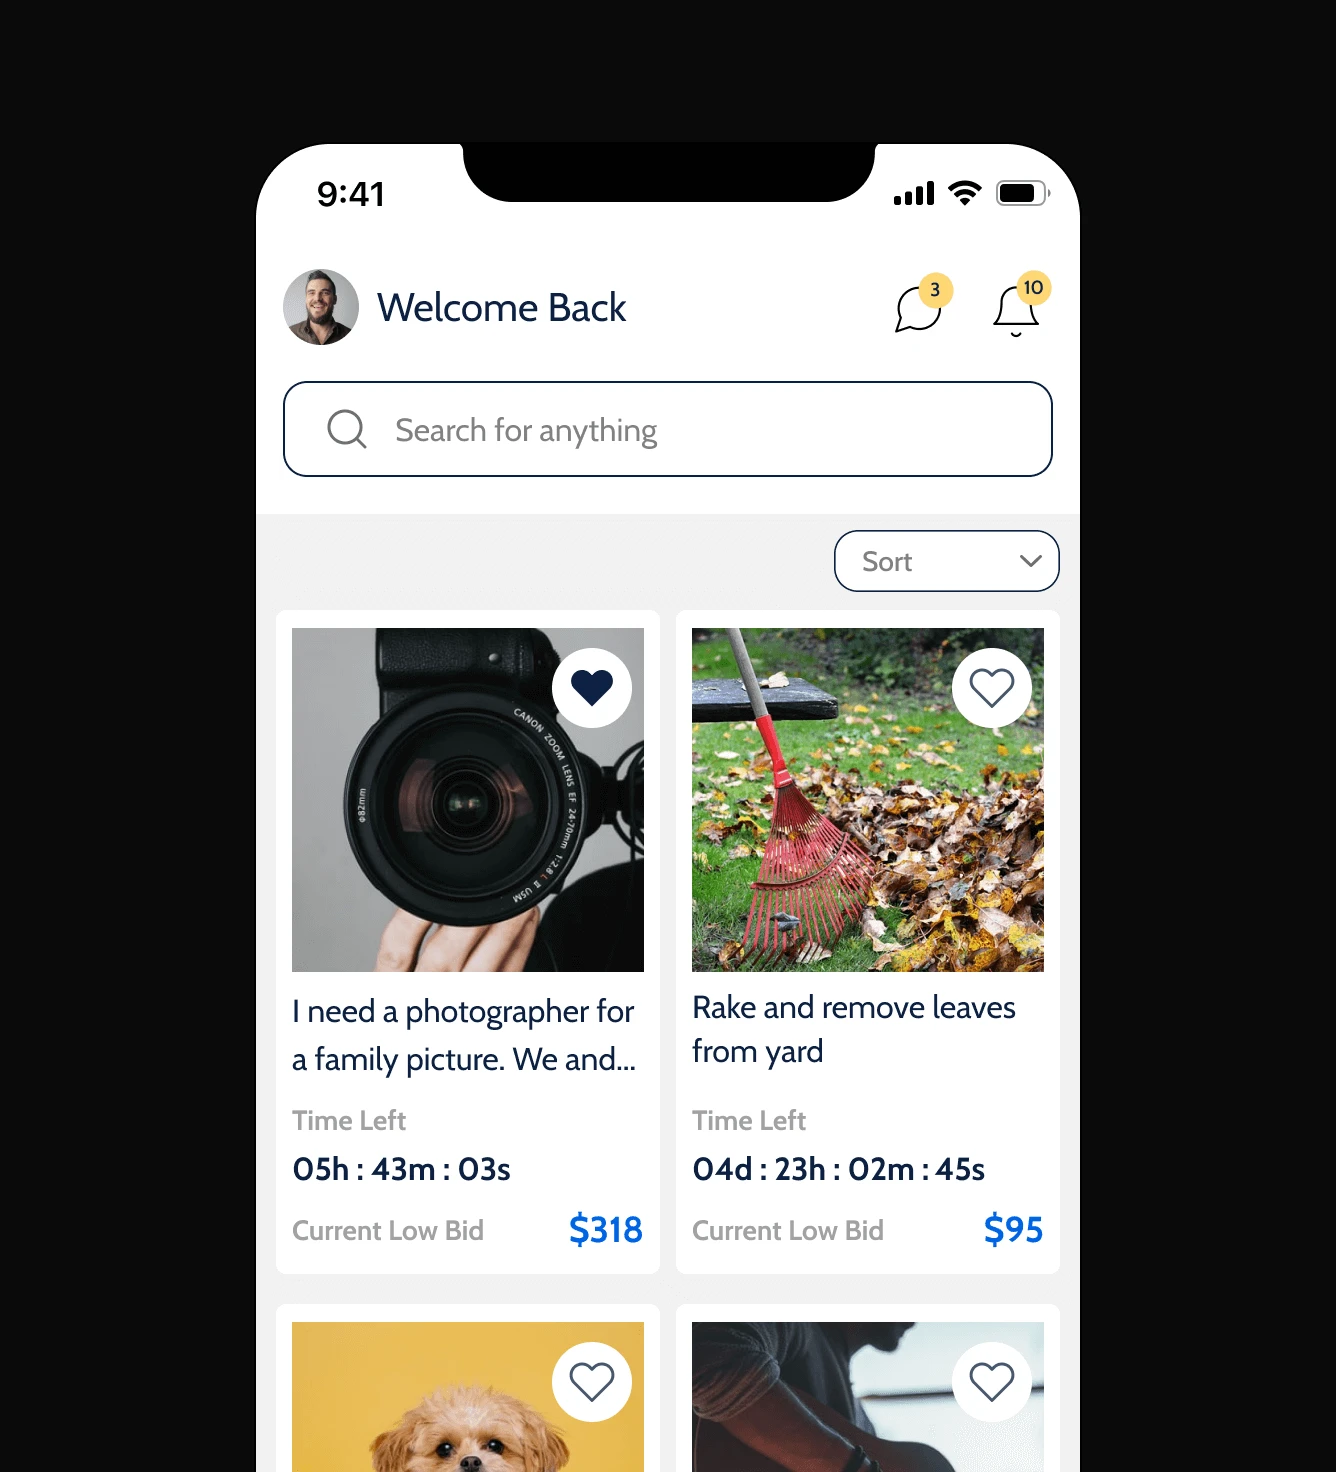 9:41
Welcome Back
3
10
Search for anything
Sort
CANON ZOOM LENS EF 24-70mm 1:2.8 L II USM
Φ82mm
I need a photographer for
a family picture. We and...
Time Left
05h : 43m : 03s
Current Low Bid
$318
Rake and remove leaves
from yard
Time Left
04d : 23h : 02m : 45s
Current Low Bid
$95